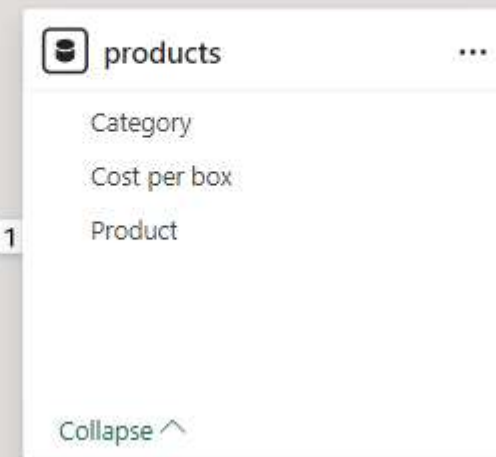 products
...
Category
Cost per box
1
Product
Collapse